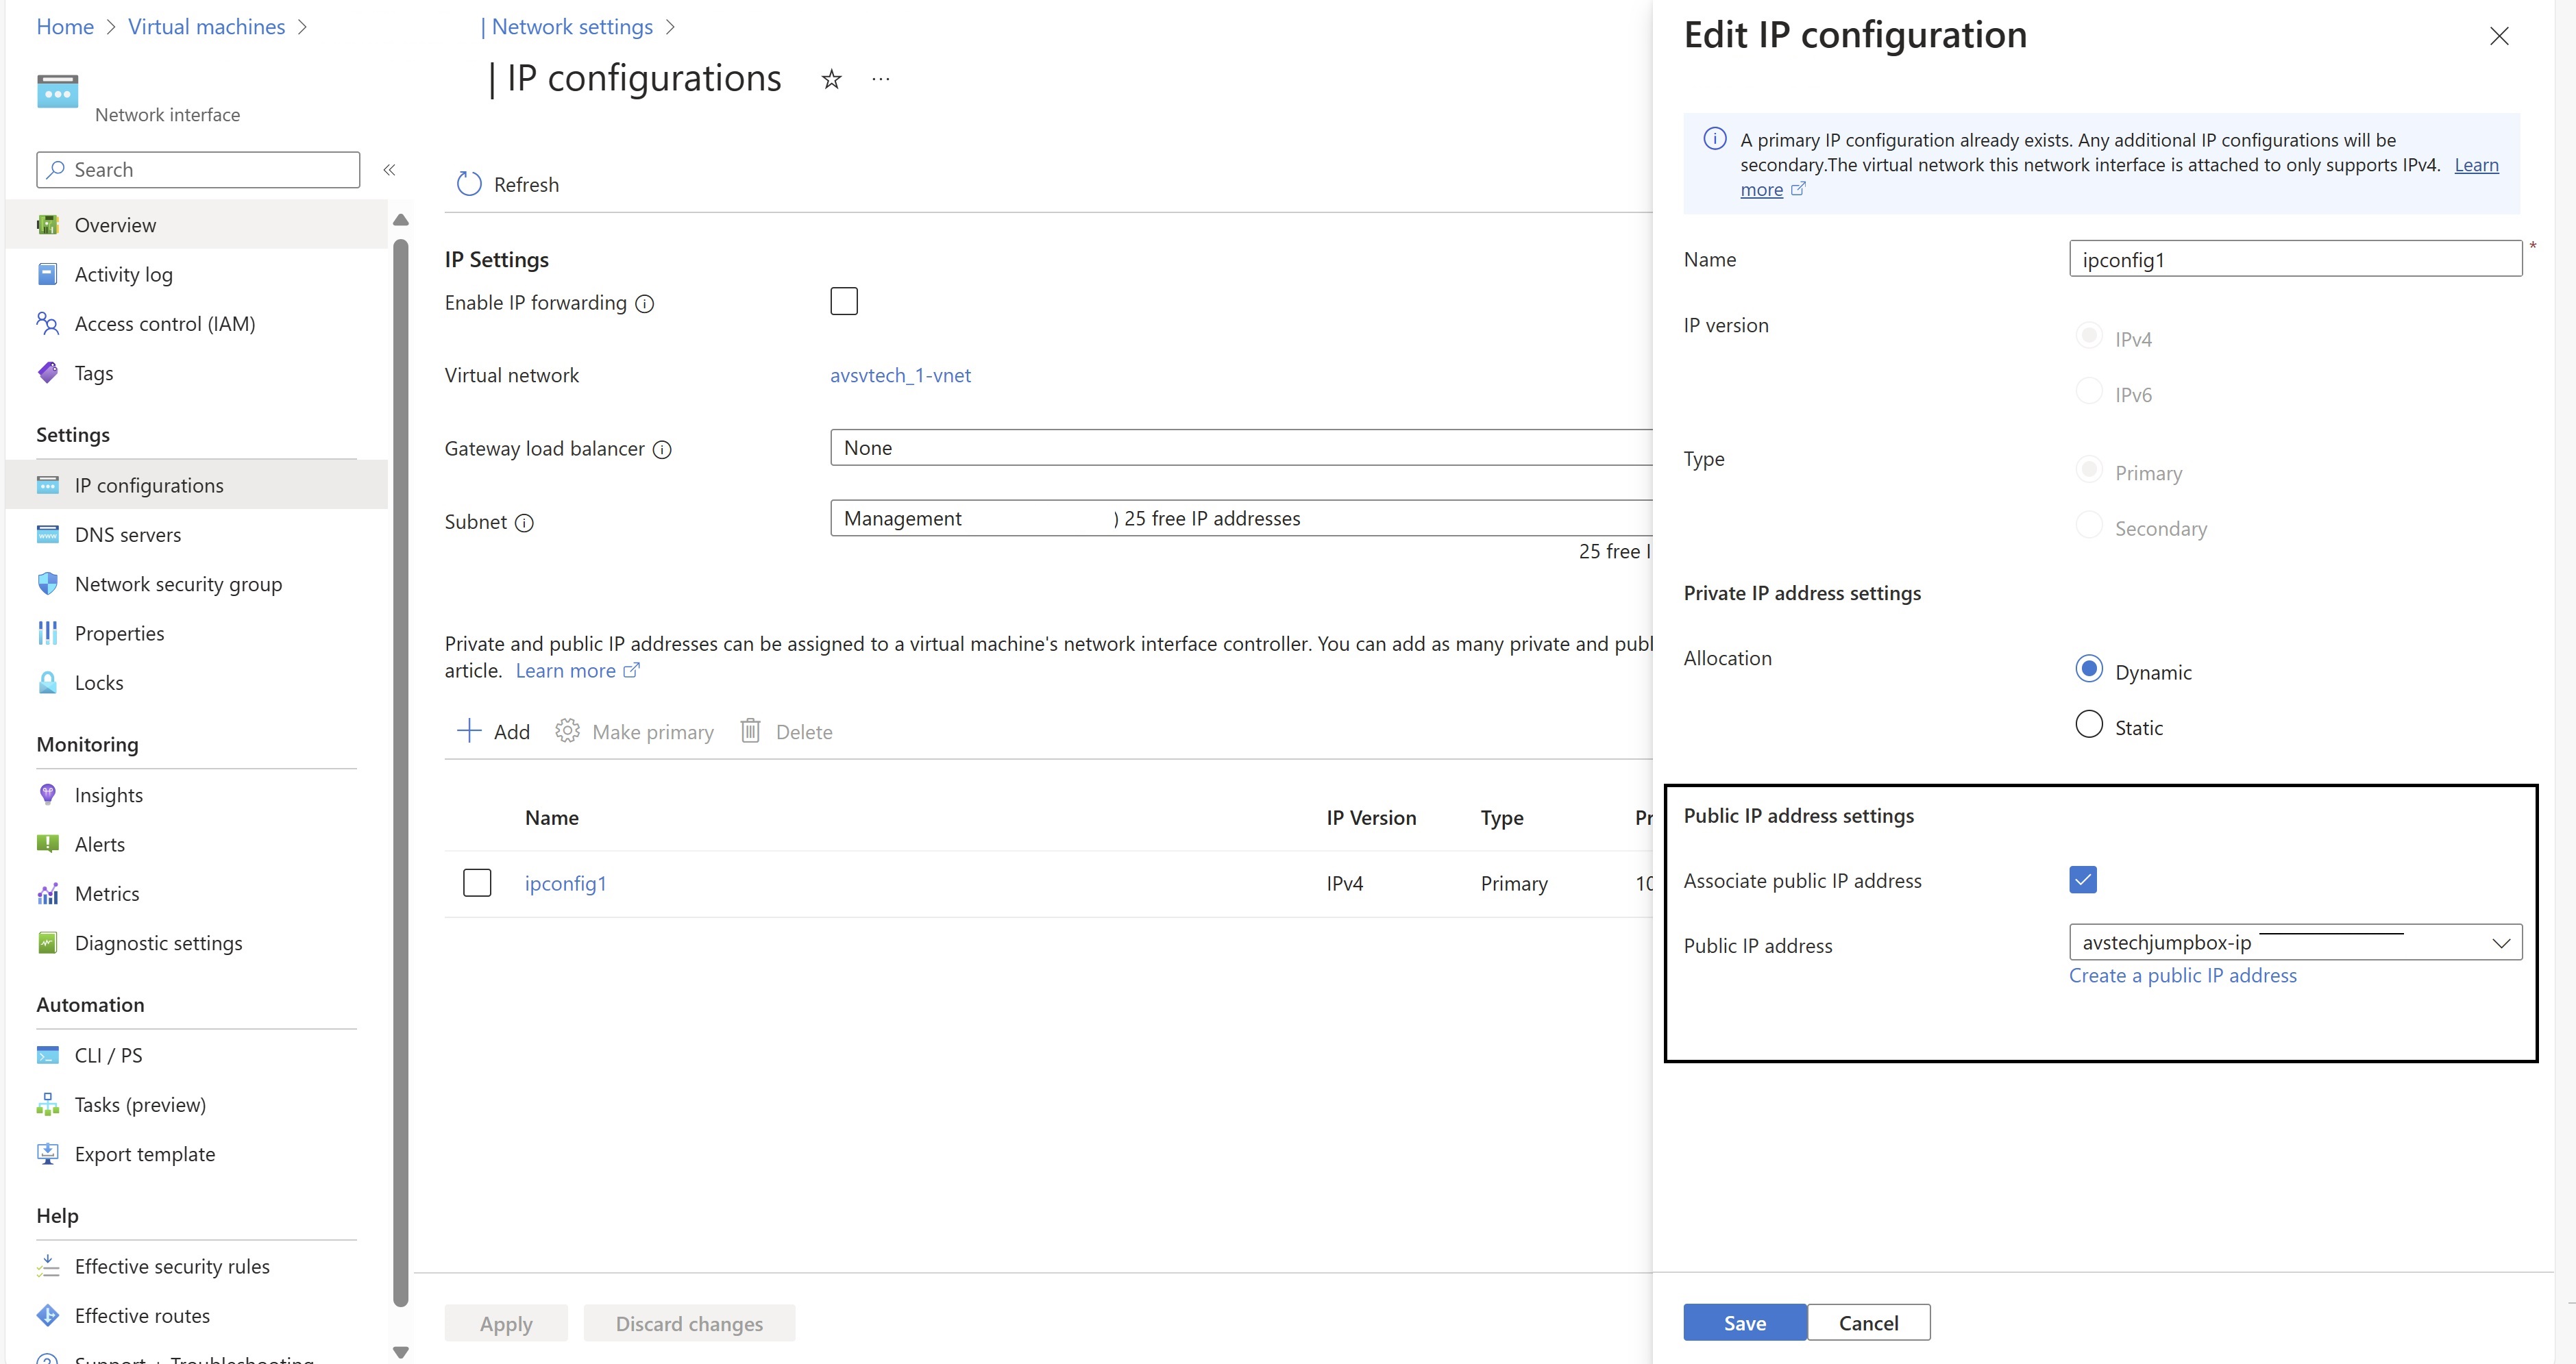 Home > Virtual machines > | Network settings >
| IP configurations ☆ ...
Network interface
Search «
Overview
Activity log
Access control (IAM)
Tags
Settings
IP configurations
DNS servers
Network security group
Properties
Locks
Monitoring
Insights
Alerts
Metrics
Diagnostic settings
Automation
CLI / PS
Tasks (preview)
Export template
Help
Effective security rules
Effective routes
Support + Troubleshooting
Refresh
IP Settings
Enable IP forwarding
Virtual network avsvtech_1-vnet
Gateway load balancer None
Subnet Management ) 25 free IP addresses
25 free
Private and public IP addresses can be assigned to a virtual machine's network interface controller. You can add as many private and publ
article. Learn more
Add Make primary Delete
Name IP Version Type Pr
ipconfig1 IPv4 Primary 10
Apply Discard changes
Edit IP configuration
A primary IP configuration already exists. Any additional IP configurations will be
secondary.The virtual network this network interface is attached to only supports IPv4. Learn
more
Name ipconfig1 *
IP version IPv4
IPv6
Type Primary
Secondary
Private IP address settings
Allocation Dynamic
Static
Public IP address settings
Associate public IP address
Public IP address avstechjumpbox-ip
Create a public IP address
Save Cancel